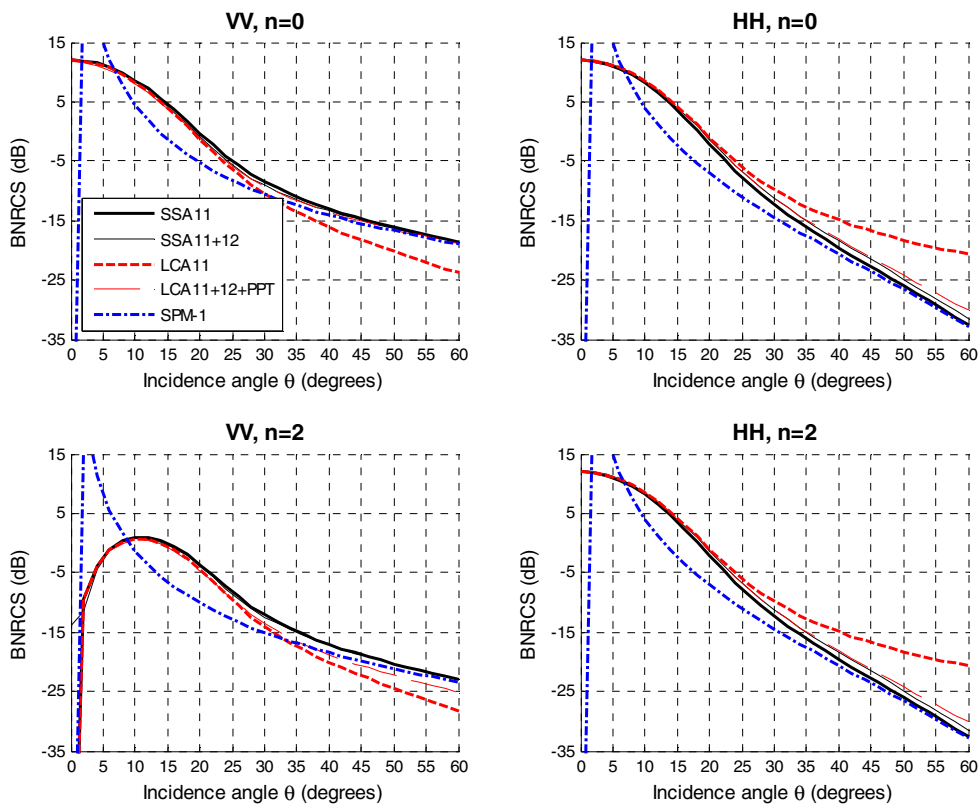 VV, n=0
15
5
-5
-15
-25
-35
BNRCS (dB)
SSA11
SSA11+12
LCA11
LCA11+12+PPT
SPM-1
0 5 10 15 20 25 30 35 40 45 50 55 60
Incidence angle θ (degrees)
HH, n=0
15
5
-5
-15
-25
-35
BNRCS (dB)
0 5 10 15 20 25 30 35 40 45 50 55 60
Incidence angle θ (degrees)
VV, n=2
15
5
-5
-15
-25
-35
BNRCS (dB)
0 5 10 15 20 25 30 35 40 45 50 55 60
Incidence angle θ (degrees)
HH, n=2
15
5
-5
-15
-25
-35
BNRCS (dB)
0 5 10 15 20 25 30 35 40 45 50 55 60
Incidence angle θ (degrees)